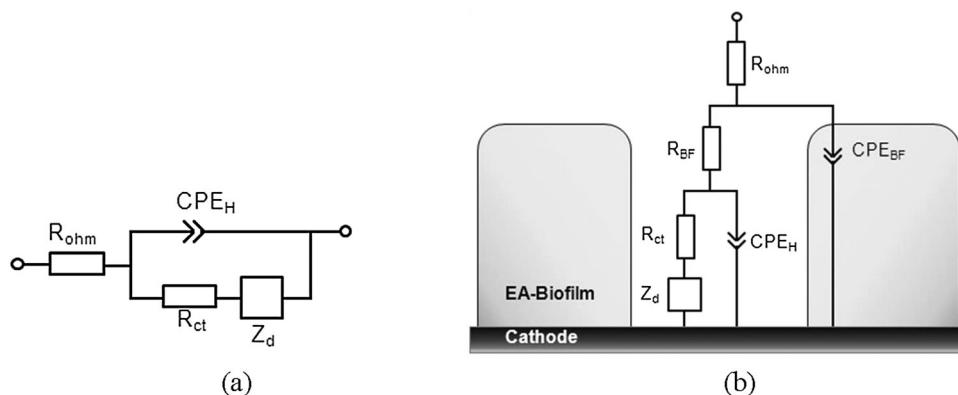 CPE_H
R_ohm
R_ct
Z_d
(a)
R_ohm
R_BF
CPE_BF
R_ct
CPE_H
Z_d
EA-Biofilm
Cathode
(b)